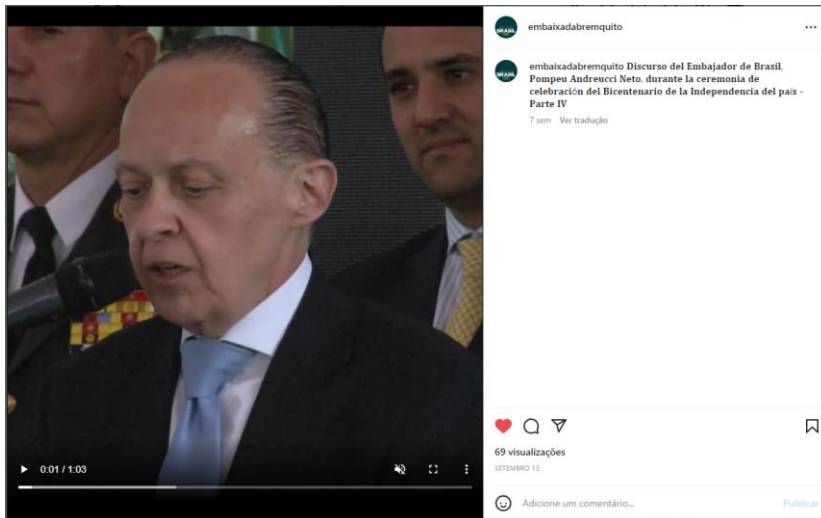 BRASIL
embaixadabremquito
...
BRASIL
embaixadabremquito Discurso del Embajador de Brasil,
Pompeu Andreucci Neto, durante la ceremonia de
celebración del Bicentenario de la Independencia del país -
Parte IV
7 sem Ver tradução
0:01 / 1:03
69 visualizações
SETEMBRO 13
Adicione um comentário...
Publicar